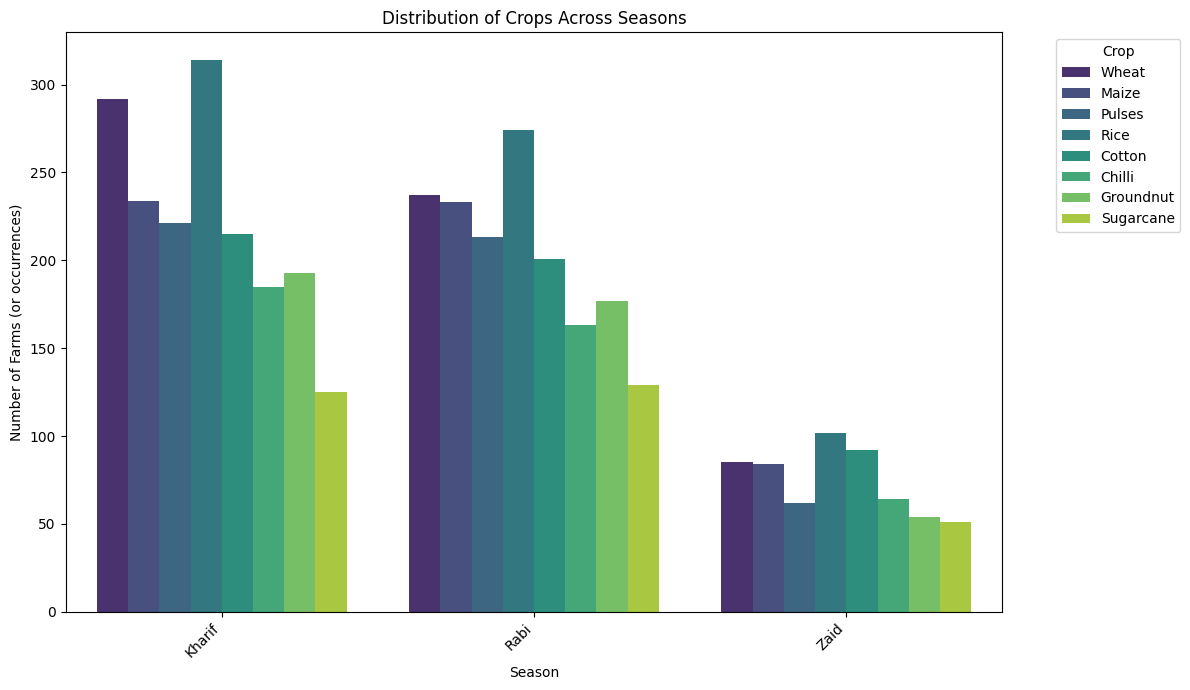 Distribution of Crops Across Seasons
Number of Farms (or occurrences)
300
250
200
150
100
50
0
Kharif
Rabi
Zaid
Season
Crop
Wheat
Maize
Pulses
Rice
Cotton
Chilli
Groundnut
Sugarcane